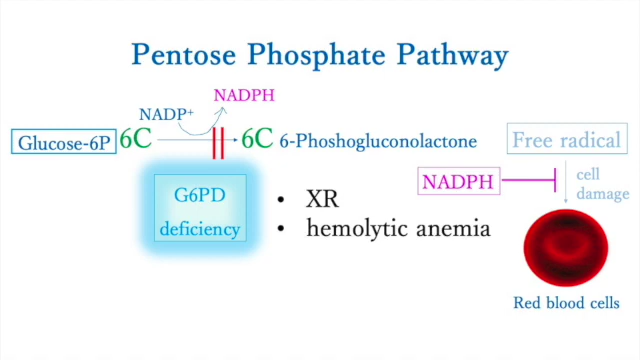 Pentose Phosphate Pathway
NADP⁺
NADPH
Glucose-6P 6C
6C 6-Phoshogluconolactone
Free radical
G6PD
deficiency
• XR
• hemolytic anemia
NADPH
cell
damage
Red blood cells